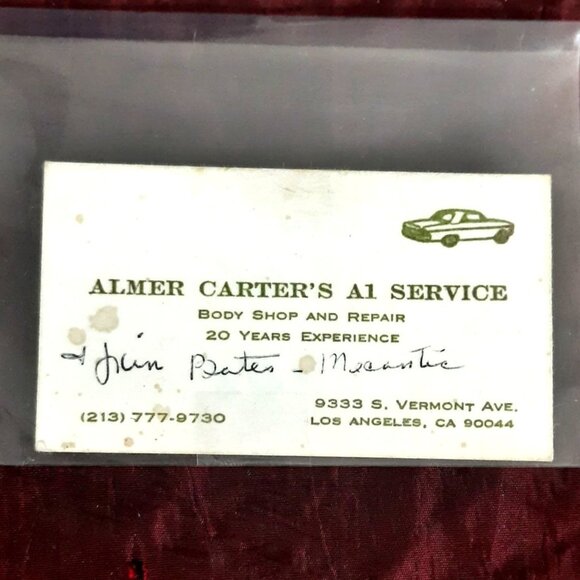 ALMER CARTER'S A1 SERVICE
BODY SHOP AND REPAIR
20 YEARS EXPERIENCE
& Jim Bates - Mecantic
(213) 777-9730
9333 S. VERMONT AVE.
LOS ANGELES, CA 90044